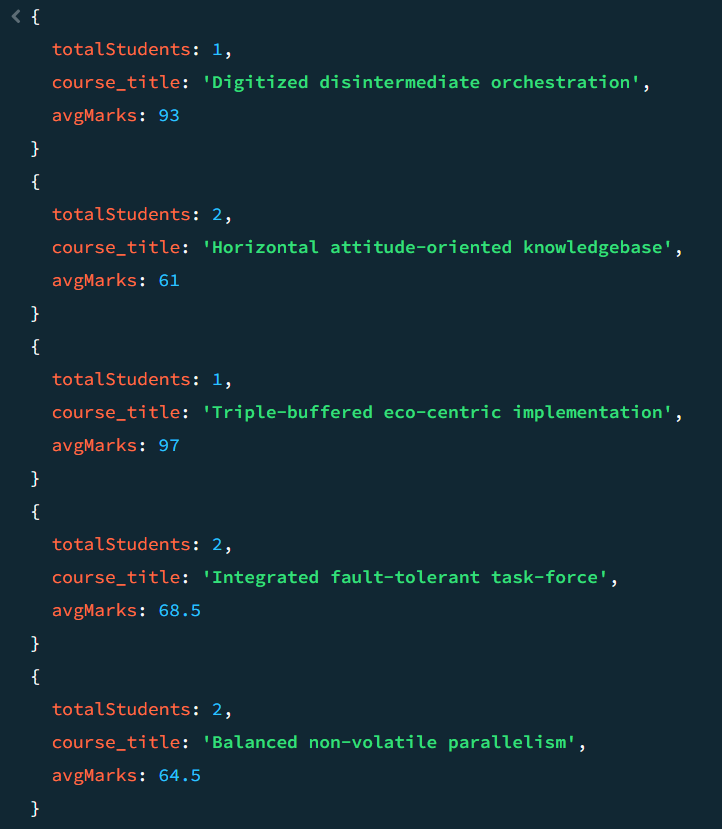 {
totalStudents: 1,
course_title: 'Digitized disintermediate orchestration',
avgMarks: 93
}
{
totalStudents: 2,
course_title: 'Horizontal attitude-oriented knowledgebase',
avgMarks: 61
}
{
totalStudents: 1,
course_title: 'Triple-buffered eco-centric implementation',
avgMarks: 97
}
{
totalStudents: 2,
course_title: 'Integrated fault-tolerant task-force',
avgMarks: 68.5
}
{
totalStudents: 2,
course_title: 'Balanced non-volatile parallelism',
avgMarks: 64.5
}